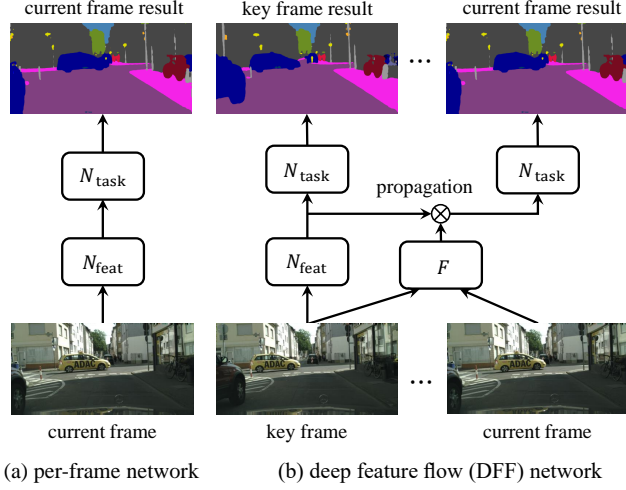 current frame result key frame result current frame result
...
N_task N_task N_task
propagation
⊗
N_feat N_feat F
ADAC ADAC ADAC
...
current frame key frame current frame
(a) per-frame network (b) deep feature flow (DFF) network